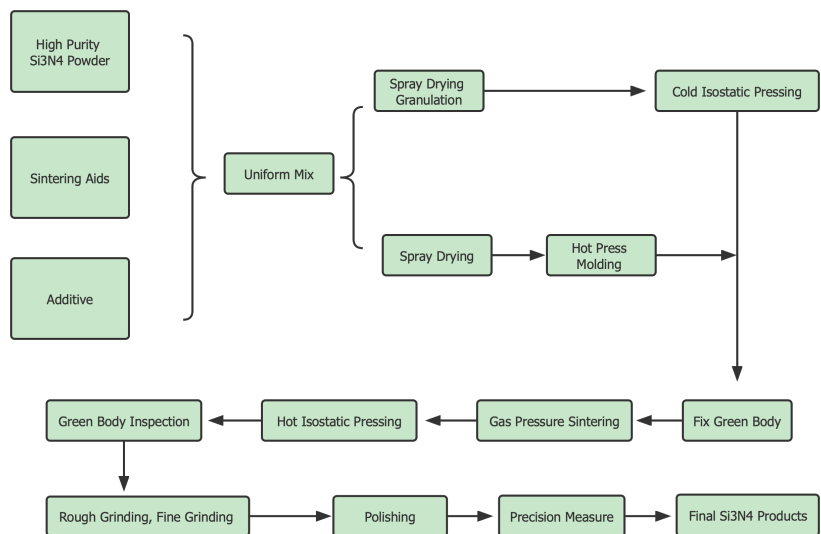 High Purity
Si3N4 Powder
Sintering Aids
Additive
Uniform Mix
Spray Drying
Granulation
Cold Isostatic Pressing
Spray Drying
Hot Press
Molding
Fix Green Body
Gas Pressure Sintering
Hot Isostatic Pressing
Green Body Inspection
Rough Grinding, Fine Grinding
Polishing
Precision Measure
Final Si3N4 Products